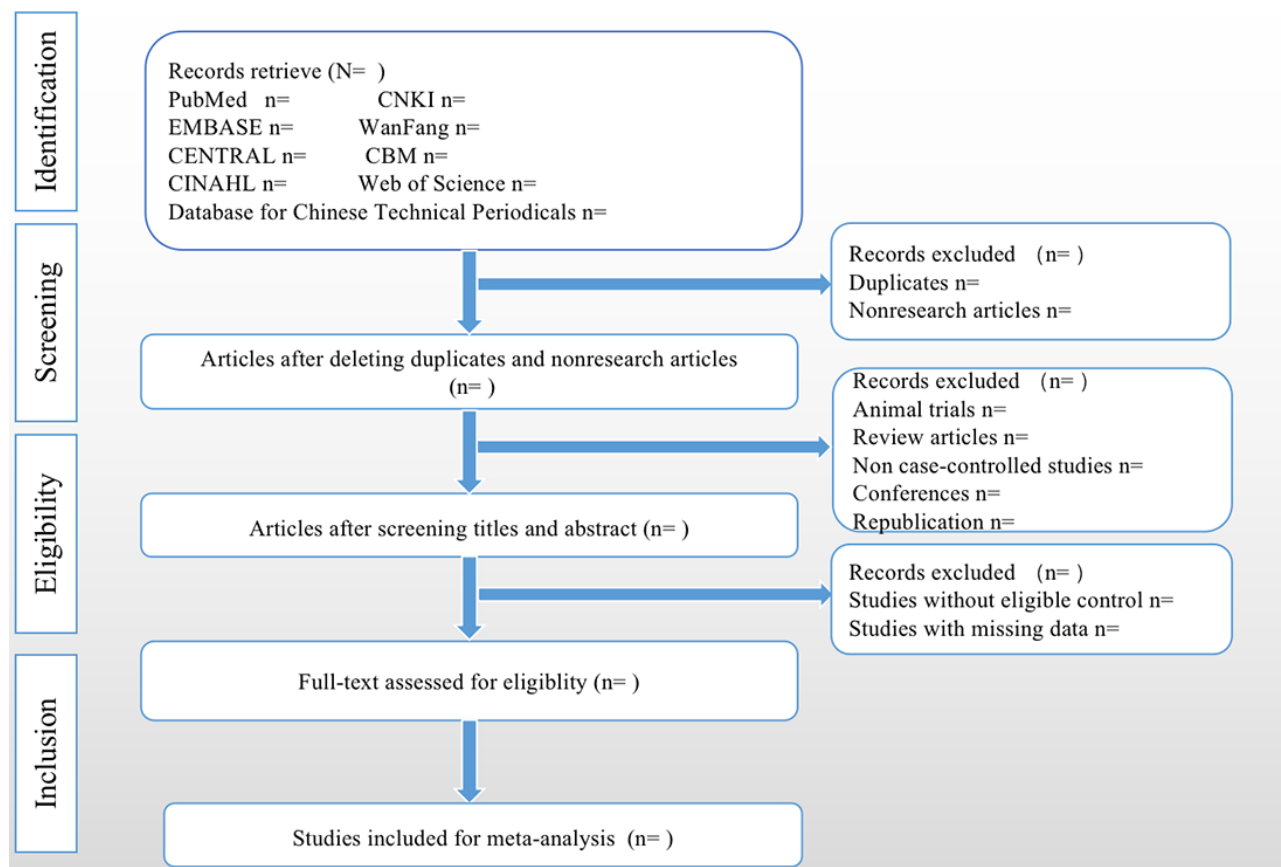 Identification
Records retrieve (N= )
PubMed n= CNKI n=
EMBASE n= WanFang n=
CENTRAL n= CBM n=
CINAHL n= Web of Science n=
Database for Chinese Technical Periodicals n=
Screening
Records excluded （n= ）
Duplicates n=
Nonresearch articles n=
Articles after deleting duplicates and nonresearch articles
(n= )
Records excluded （n= ）
Animal trials n=
Review articles n=
Non case-controlled studies n=
Conferences n=
Republication n=
Eligibility
Articles after screening titles and abstract (n= )
Records excluded （n= ）
Studies without eligible control n=
Studies with missing data n=
Full-text assessed for eligiblity (n= )
Inclusion
Studies included for meta-analysis (n= )